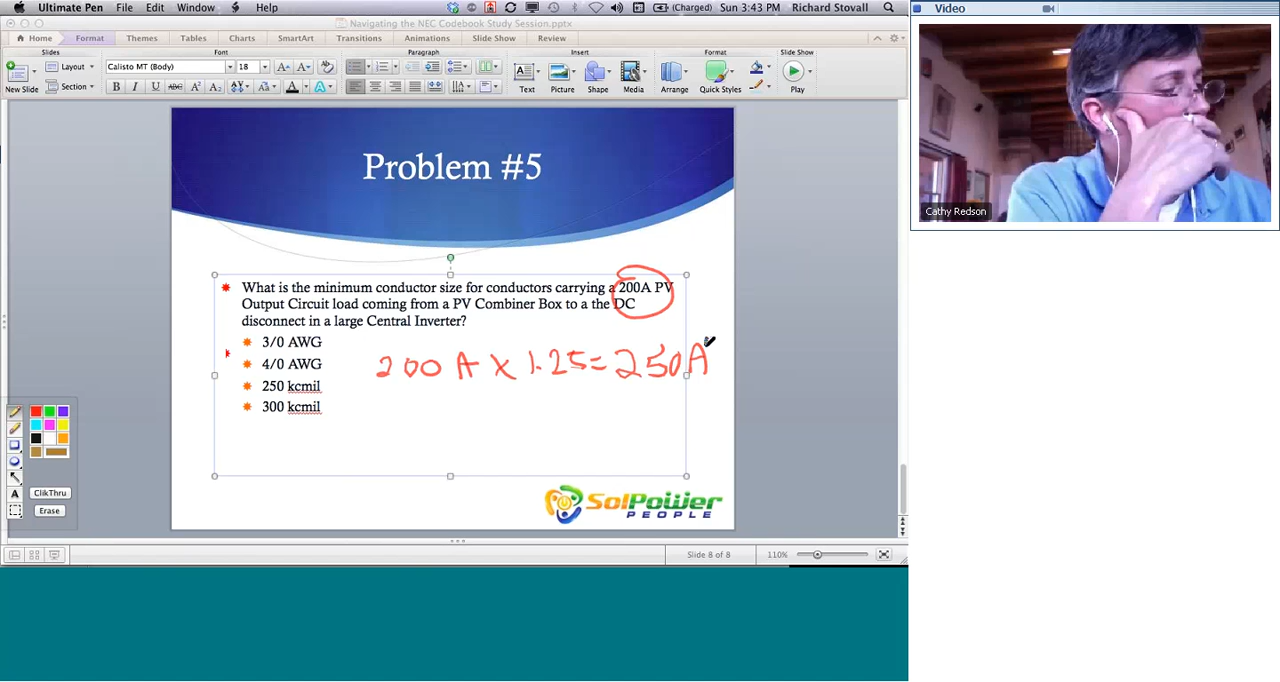 Ultimate Pen File Edit Window Help (Charged) Sun 3:43 PM Richard Stovall
Navigating the NEC Codebook Study Session.pptx
Home Format Themes Tables Charts SmartArt Transitions Animations Slide Show Review
Slides Font Paragraph Insert Format Slide Show
New Slide Layout Section Calisto MT (Body) 18 Text Picture Shape Media Arrange Quick Styles Play
Problem #5
What is the minimum conductor size for conductors carrying a 200A PV
Output Circuit load coming from a PV Combiner Box to a the DC
disconnect in a large Central Inverter?
3/0 AWG
4/0 AWG
250 kcmil
300 kcmil
200 A X 1.25 = 250A
ClikThru
Erase
SolPower
PEOPLE
Slide 8 of 8 110%
Video
Cathy Redson